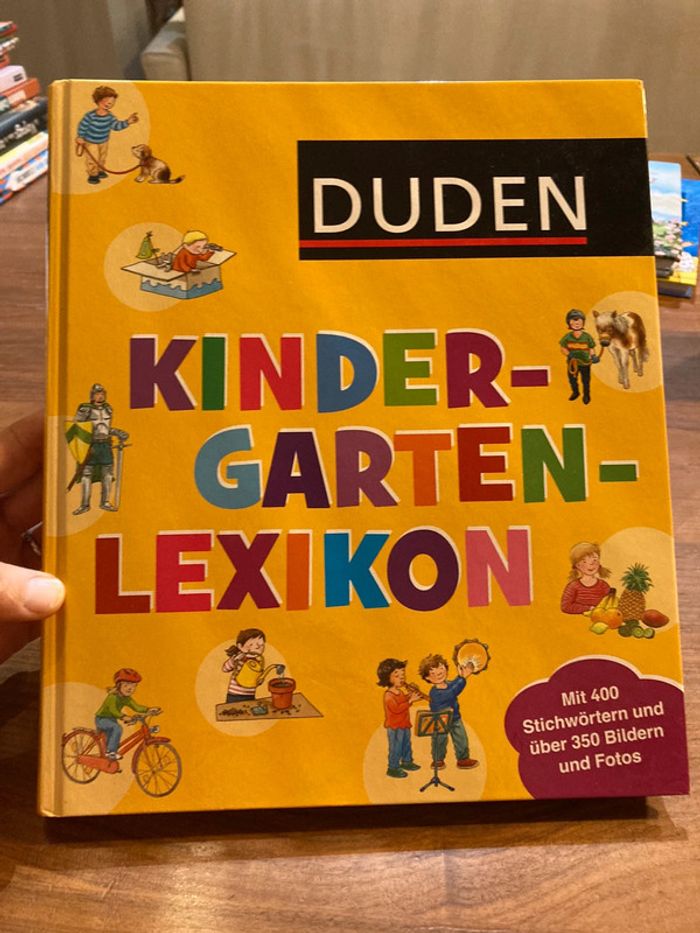 DUDEN
KINDER-
GARTEN-
LEXIKON
Mit 400
Stichwörtern und
über 350 Bildern
und Fotos